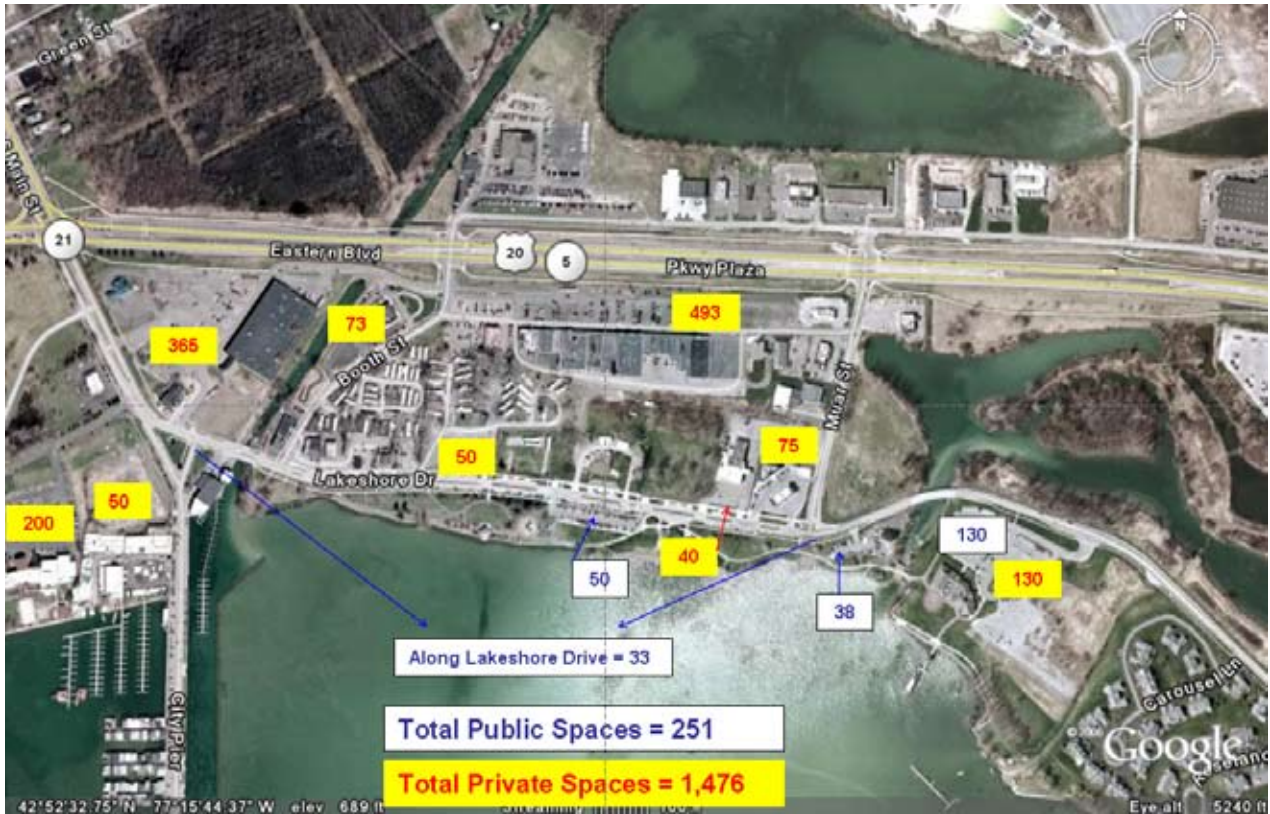 Green St
N
S Main St
21
Eastern Blvd
20
5
Pkwy Plaza
493
73
365
Booth St
Muar St
75
50
Lakeshore Dr
50
200
40
130
130
50
38
Along Lakeshore Drive = 33
Carousel Ln
City Pier
Total Public Spaces = 251
Google
Total Private Spaces = 1,476
42°52'32.75" N 77°15'44.37" W elev 689 ft
Streaming
100%
Eye alt 5240 ft